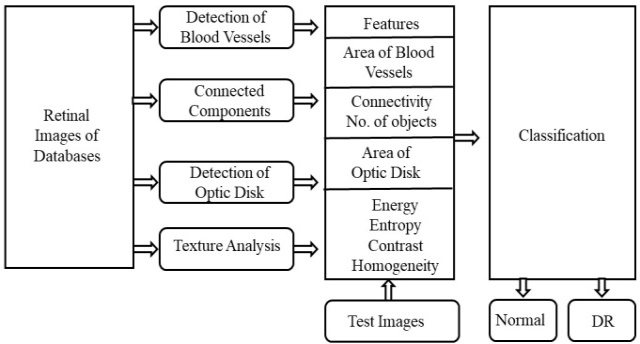 Retinal
Images of
Databases
Detection of
Blood Vessels
Connected
Components
Detection of
Optic Disk
Texture Analysis
Features
Area of Blood
Vessels
Connectivity
No. of objects
Area of
Optic Disk
Energy
Entropy
Contrast
Homogeneity
Test Images
Classification
Normal
DR